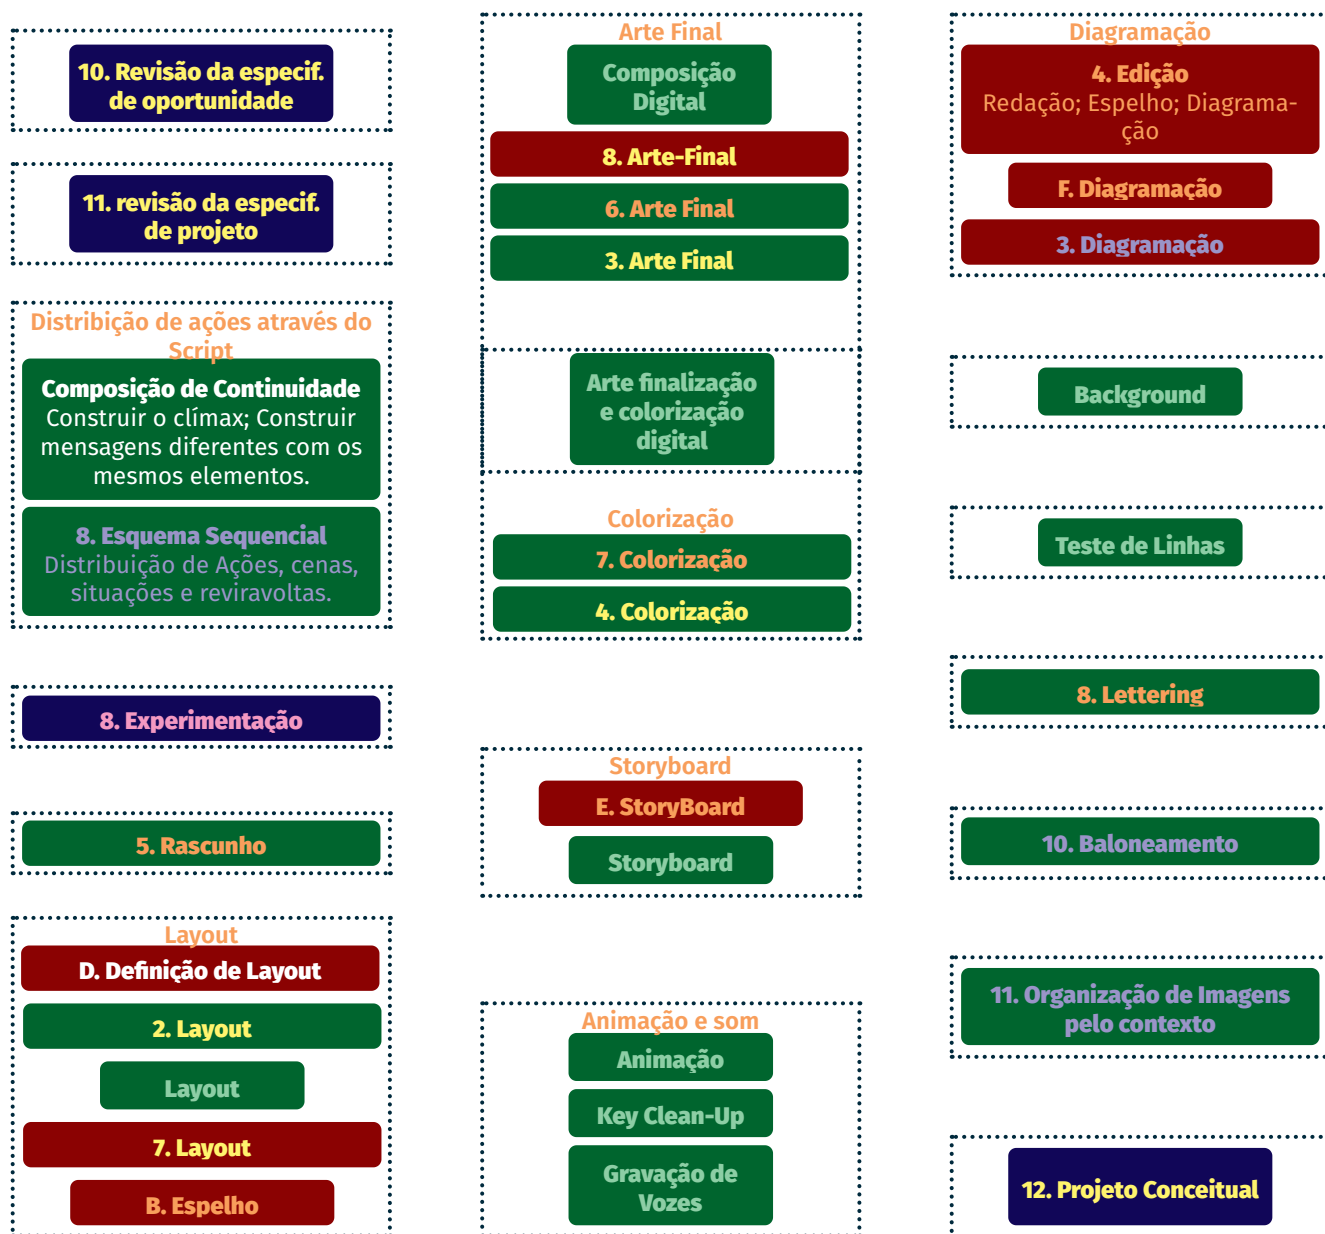 10. Revisão da especif.
de oportunidade
11. revisão da especif.
de projeto
Distribição de ações através do
Script
Composição de Continuidade
Construir o clímax; Construir
mensagens diferentes com os
mesmos elementos.
8. Esquema Sequencial
Distribuição de Ações, cenas,
situações e reviravoltas.
8. Experimentação
5. Rascunho
Layout
D. Definição de Layout
2. Layout
Layout
7. Layout
B. Espelho
Arte Final
Composição
Digital
8. Arte-Final
6. Arte Final
3. Arte Final
Arte finalização
e colorização
digital
Colorização
7. Colorização
4. Colorização
Storyboard
E. StoryBoard
Storyboard
Animação e som
Animação
Key Clean-Up
Gravação de
Vozes
Diagramação
4. Edição
Redação; Espelho; Diagrama-
ção
F. Diagramação
3. Diagramação
Background
Teste de Linhas
8. Lettering
10. Baloneamento
11. Organização de Imagens
pelo contexto
12. Projeto Conceitual